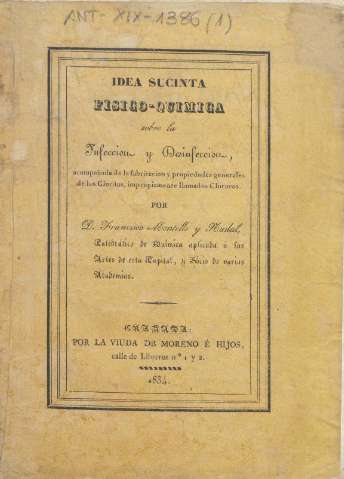 ANT-XIX-1386 (1)
IDEA SUCINTA
FISICO-QUIMICA
sobre la
Infeccion y Desinfeccion,
acompañada de la fabricacion y propiedades generales
de los Clóritos, impropiamente llamados Cloruros.
POR
D. Francisco Montells y Nadal,
Catedrático de Química aplicada á las
Artes de esta Capital, y Sócio de varias
Academias.
GRANADA:
POR LA VIUDA DE MORENO É HIJOS,
calle de Libreros nº 1 y 2.
1834.